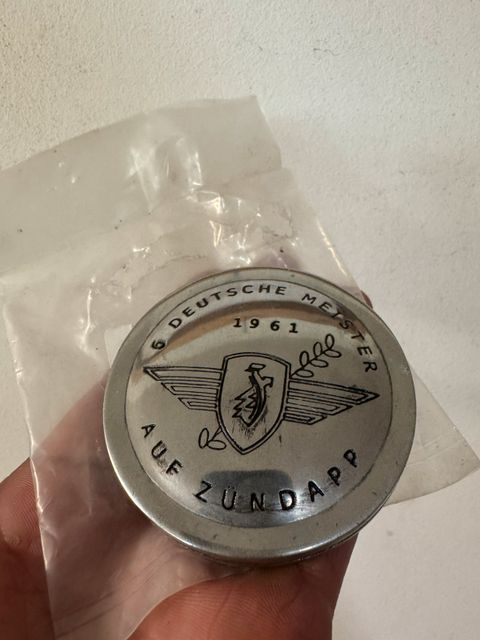 6 DEUTSCHE MEISTER
1961
AUF ZÜNDAPP